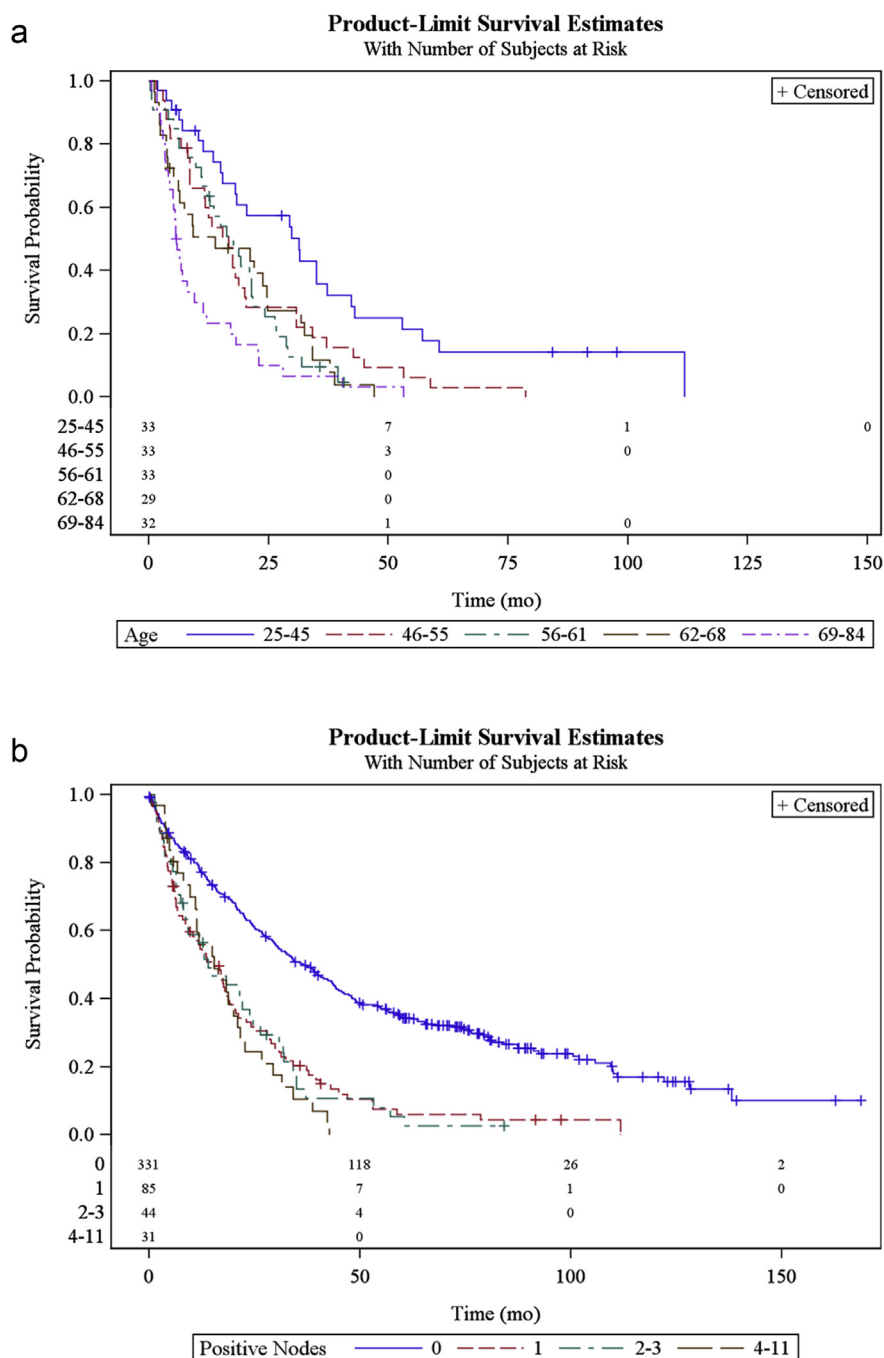 a
Product-Limit Survival Estimates
With Number of Subjects at Risk
+ Censored
1.0
0.8
0.6
0.4
0.2
0.0
Survival Probability
25-45 33 7 1 0
46-55 33 3 0
56-61 33 0
62-68 29 0
69-84 32 1 0
0 25 50 75 100 125 150
Time (mo)
Age 25-45 46-55 56-61 62-68 69-84
b
Product-Limit Survival Estimates
With Number of Subjects at Risk
+ Censored
1.0
0.8
0.6
0.4
0.2
0.0
Survival Probability
0 331 118 26 2
1 85 7 1 0
2-3 44 4 0
4-11 31 0
0 50 100 150
Time (mo)
Positive Nodes 0 1 2-3 4-11